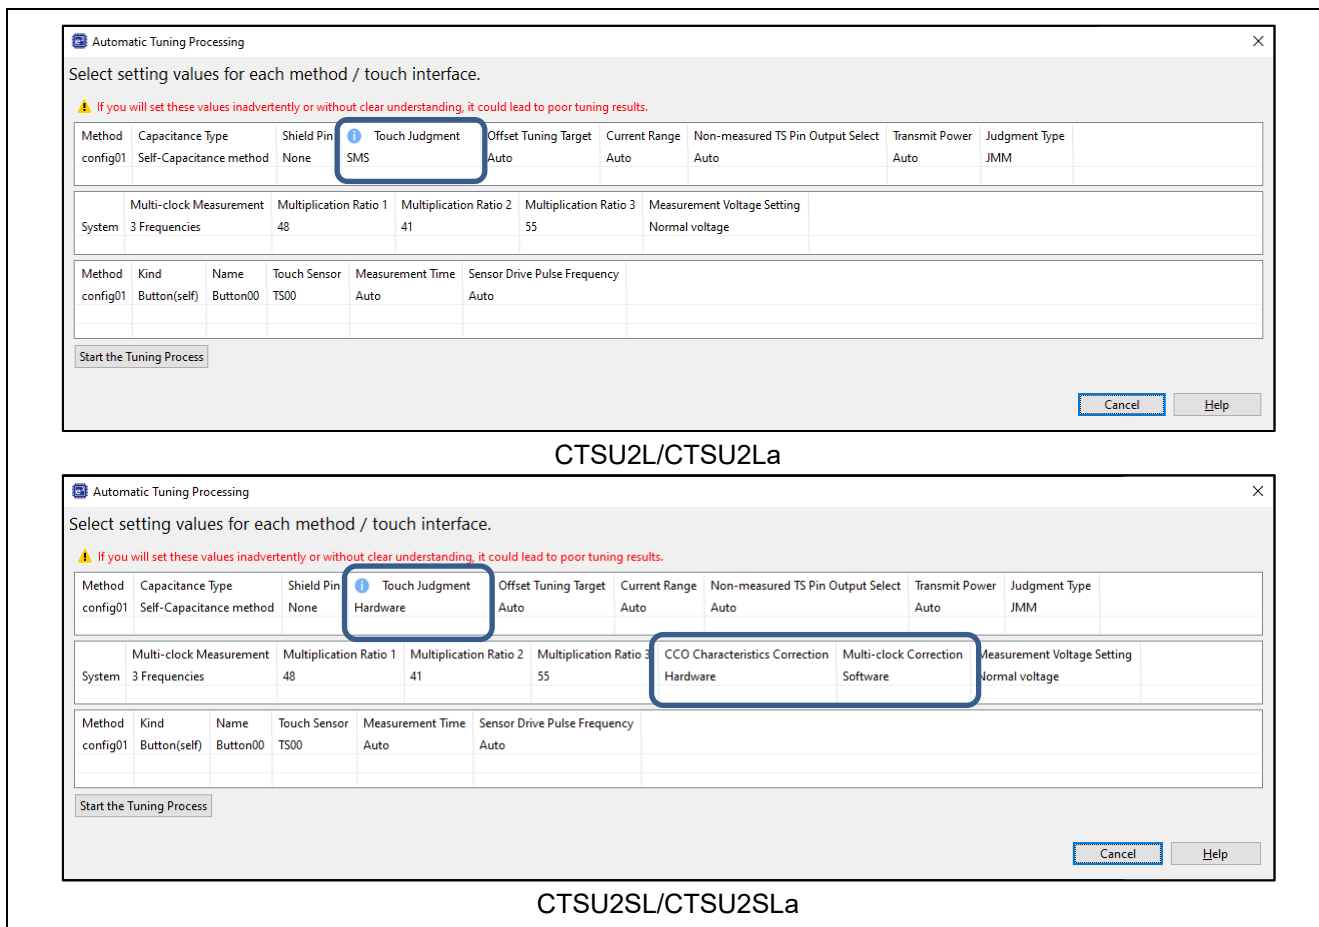 Automatic Tuning Processing
Select setting values for each method / touch interface.
If you will set these values inadvertently or without clear understanding, it could lead to poor tuning results.
Method Capacitance Type Shield Pin Touch Judgment Offset Tuning Target Current Range Non-measured TS Pin Output Select Transmit Power Judgment Type
config01 Self-Capacitance method None SMS Auto Auto Auto Auto JMM
Multi-clock Measurement Multiplication Ratio 1 Multiplication Ratio 2 Multiplication Ratio 3 Measurement Voltage Setting
System 3 Frequencies 48 41 55 Normal voltage
Method Kind Name Touch Sensor Measurement Time Sensor Drive Pulse Frequency
config01 Button(self) Button00 TS00 Auto Auto
Start the Tuning Process
Cancel Help
CTSU2L/CTSU2La
Automatic Tuning Processing
Select setting values for each method / touch interface.
If you will set these values inadvertently or without clear understanding, it could lead to poor tuning results.
Method Capacitance Type Shield Pin Touch Judgment Offset Tuning Target Current Range Non-measured TS Pin Output Select Transmit Power Judgment Type
config01 Self-Capacitance method None Hardware Auto Auto Auto Auto JMM
Multi-clock Measurement Multiplication Ratio 1 Multiplication Ratio 2 Multiplication Ratio 3 CCO Characteristics Correction Multi-clock Correction Measurement Voltage Setting
System 3 Frequencies 48 41 55 Hardware Software Normal voltage
Method Kind Name Touch Sensor Measurement Time Sensor Drive Pulse Frequency
config01 Button(self) Button00 TS00 Auto Auto
Start the Tuning Process
Cancel Help
CTSU2SL/CTSU2SLa